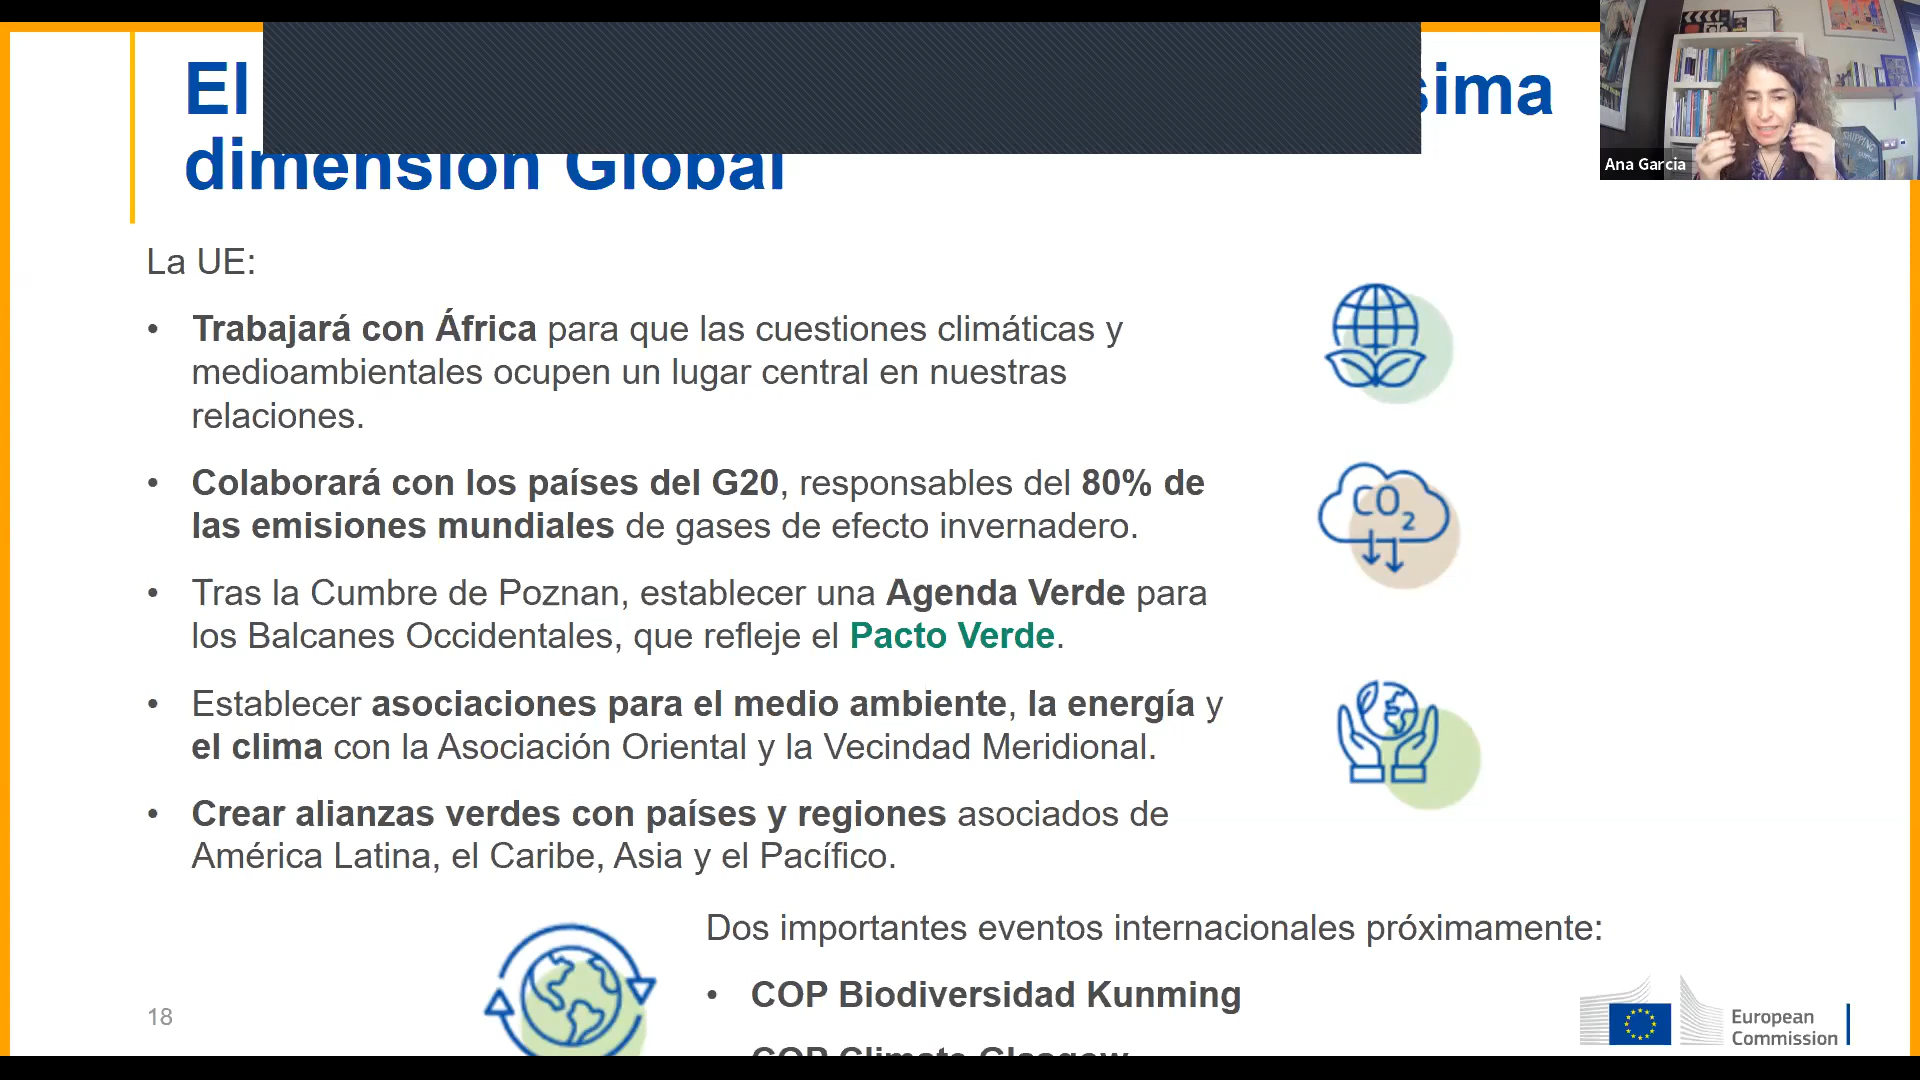 El
dimensión Global
Ana Garcia
La UE:
• Trabajará con África para que las cuestiones climáticas y
medioambientales ocupen un lugar central en nuestras
relaciones.
• Colaborará con los países del G20, responsables del 80% de
las emisiones mundiales de gases de efecto invernadero.
• Tras la Cumbre de Poznan, establecer una Agenda Verde para
los Balcanes Occidentales, que refleje el Pacto Verde.
• Establecer asociaciones para el medio ambiente, la energía y
el clima con la Asociación Oriental y la Vecindad Meridional.
• Crear alianzas verdes con países y regiones asociados de
América Latina, el Caribe, Asia y el Pacífico.
CO2
Dos importantes eventos internacionales próximamente:
• COP Biodiversidad Kunming
COP Climate Glasgow
18
European
Commission